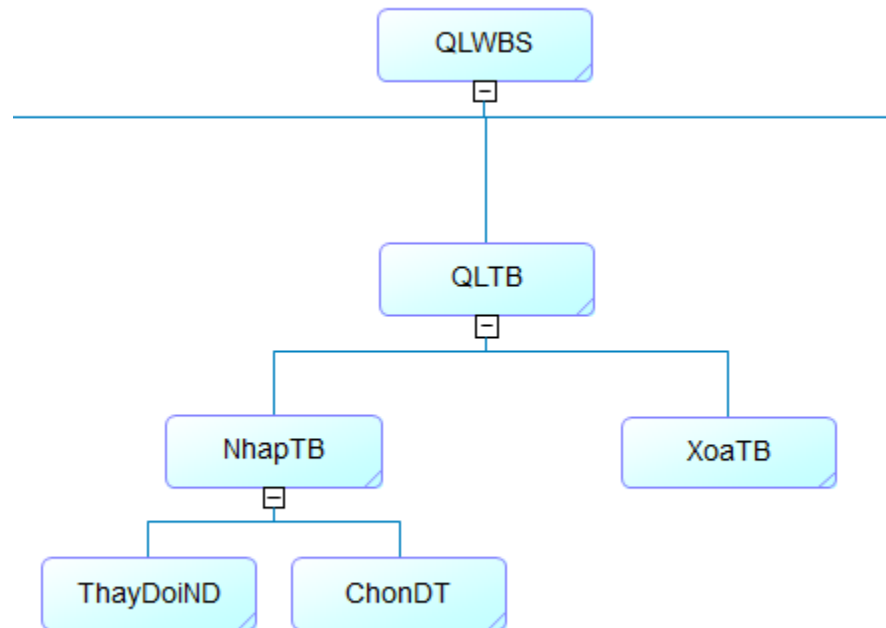 QLWBS
QLTB
NhapTB
XoaTB
ThayDoiND
ChonDT